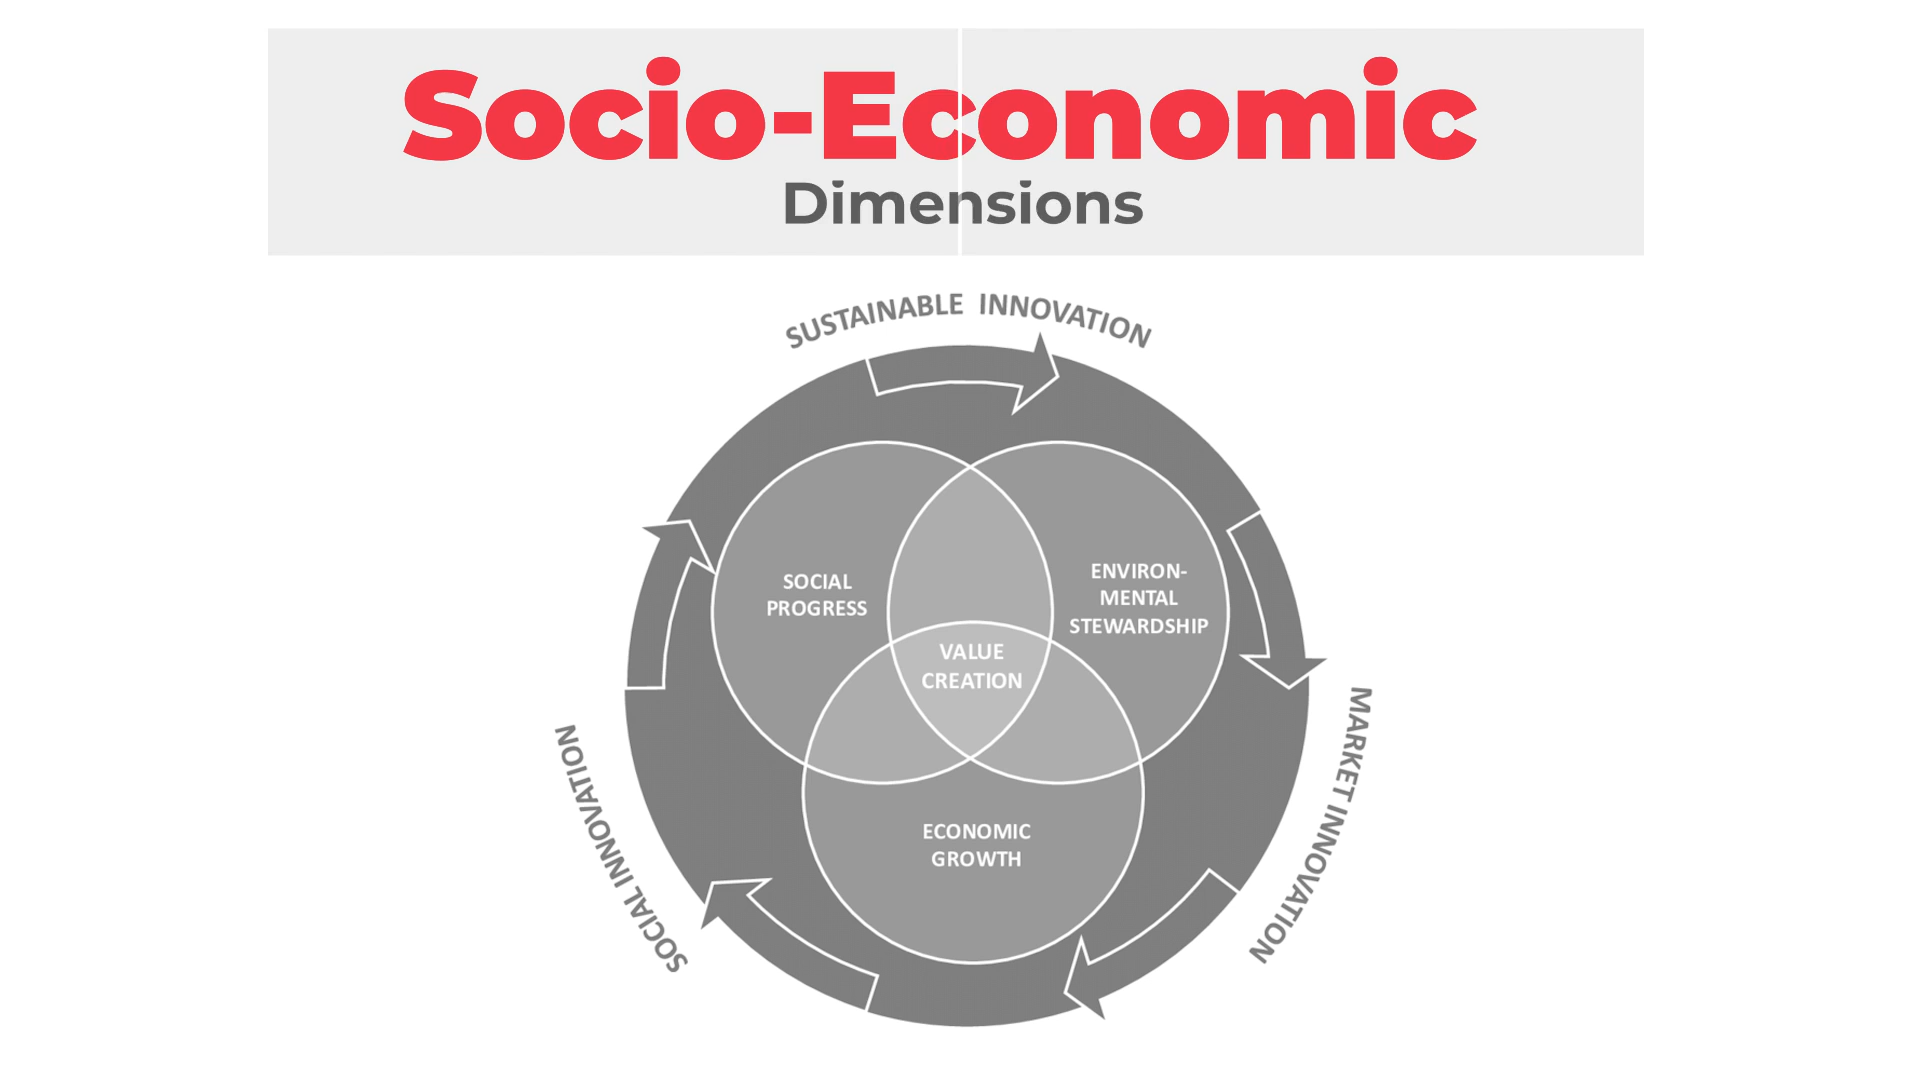 Socio-Economic
Dimensions
SUSTAINABLE INNOVATION
SOCIAL
PROGRESS
ENVIRON-
MENTAL
STEWARDSHIP
VALUE
CREATION
ECONOMIC
GROWTH
MARKET INNOVATION
SOCIAL INNOVATION